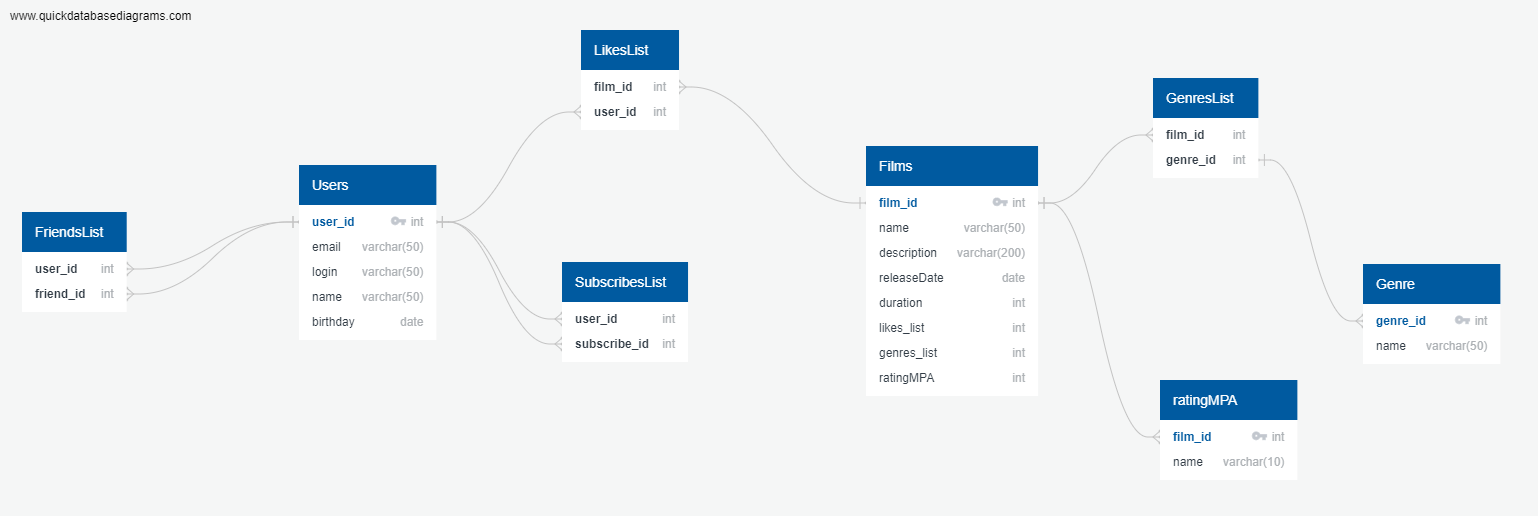 www.quickdatabasediagrams.com
FriendsList
user_id int
friend_id int
Users
user_id int
email varchar(50)
login varchar(50)
name varchar(50)
birthday date
LikesList
film_id int
user_id int
SubscribesList
user_id int
subscribe_id int
Films
film_id int
name varchar(50)
description varchar(200)
releaseDate date
duration int
likes_list int
genres_list int
ratingMPA int
GenresList
film_id int
genre_id int
Genre
genre_id int
name varchar(50)
ratingMPA
film_id int
name varchar(10)